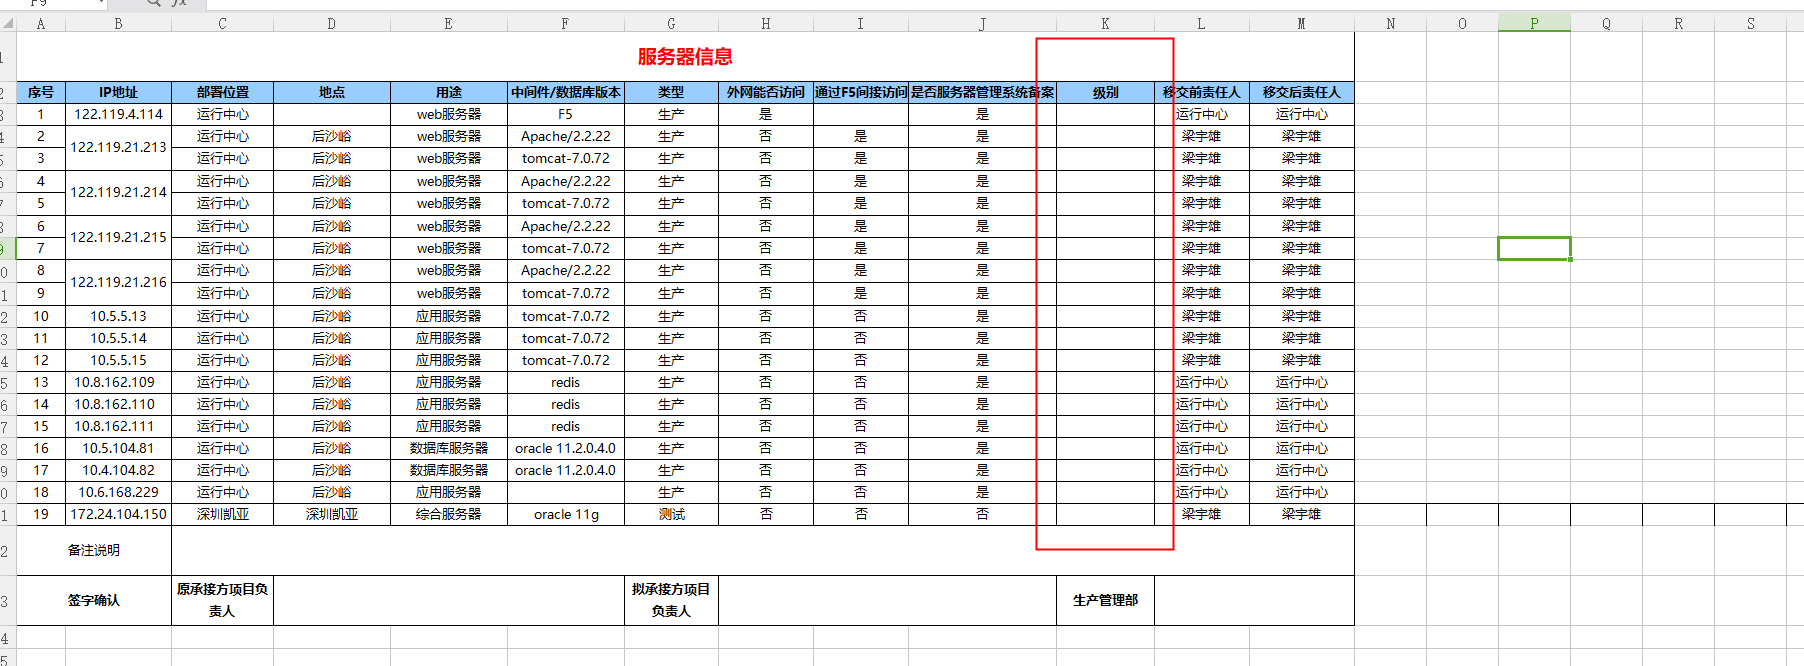 P9 fx
A B C D E F G H I J K L M N O P Q R S
服务器信息
序号 IP地址 部署位置 地点 用途 中间件/数据库版本 类型 外网能否访问 通过F5间接访问 是否服务器管理系统备案 级别 移交前责任人 移交后责任人
1 122.119.4.114 运行中心 web服务器 F5 生产 是 是 运行中心 运行中心
2 122.119.21.213 运行中心 后沙峪 web服务器 Apache/2.2.22 生产 否 是 是 梁宇雄 梁宇雄
3 运行中心 后沙峪 web服务器 tomcat-7.0.72 生产 否 是 是 梁宇雄 梁宇雄
4 122.119.21.214 运行中心 后沙峪 web服务器 Apache/2.2.22 生产 否 是 是 梁宇雄 梁宇雄
5 运行中心 后沙峪 web服务器 tomcat-7.0.72 生产 否 是 是 梁宇雄 梁宇雄
6 122.119.21.215 运行中心 后沙峪 web服务器 Apache/2.2.22 生产 否 是 是 梁宇雄 梁宇雄
7 运行中心 后沙峪 web服务器 tomcat-7.0.72 生产 否 是 是 梁宇雄 梁宇雄
8 122.119.21.216 运行中心 后沙峪 web服务器 Apache/2.2.22 生产 否 是 是 梁宇雄 梁宇雄
9 运行中心 后沙峪 web服务器 tomcat-7.0.72 生产 否 是 是 梁宇雄 梁宇雄
10 10.5.5.13 运行中心 后沙峪 应用服务器 tomcat-7.0.72 生产 否 否 是 梁宇雄 梁宇雄
11 10.5.5.14 运行中心 后沙峪 应用服务器 tomcat-7.0.72 生产 否 否 是 梁宇雄 梁宇雄
12 10.5.5.15 运行中心 后沙峪 应用服务器 tomcat-7.0.72 生产 否 否 是 梁宇雄 梁宇雄
13 10.8.162.109 运行中心 后沙峪 应用服务器 redis 生产 否 否 是 运行中心 运行中心
14 10.8.162.110 运行中心 后沙峪 应用服务器 redis 生产 否 否 是 运行中心 运行中心
15 10.8.162.111 运行中心 后沙峪 应用服务器 redis 生产 否 否 是 运行中心 运行中心
16 10.5.104.81 运行中心 后沙峪 数据库服务器 oracle 11.2.0.4.0 生产 否 否 是 运行中心 运行中心
17 10.4.104.82 运行中心 后沙峪 数据库服务器 oracle 11.2.0.4.0 生产 否 否 是 运行中心 运行中心
18 10.6.168.229 运行中心 后沙峪 应用服务器 生产 否 否 是 运行中心 运行中心
19 172.24.104.150 深圳凯亚 深圳凯亚 综合服务器 oracle 11g 测试 否 否 否 梁宇雄 梁宇雄
备注说明
签字确认 原承接方项目负责人 拟承接方项目负责人 生产管理部